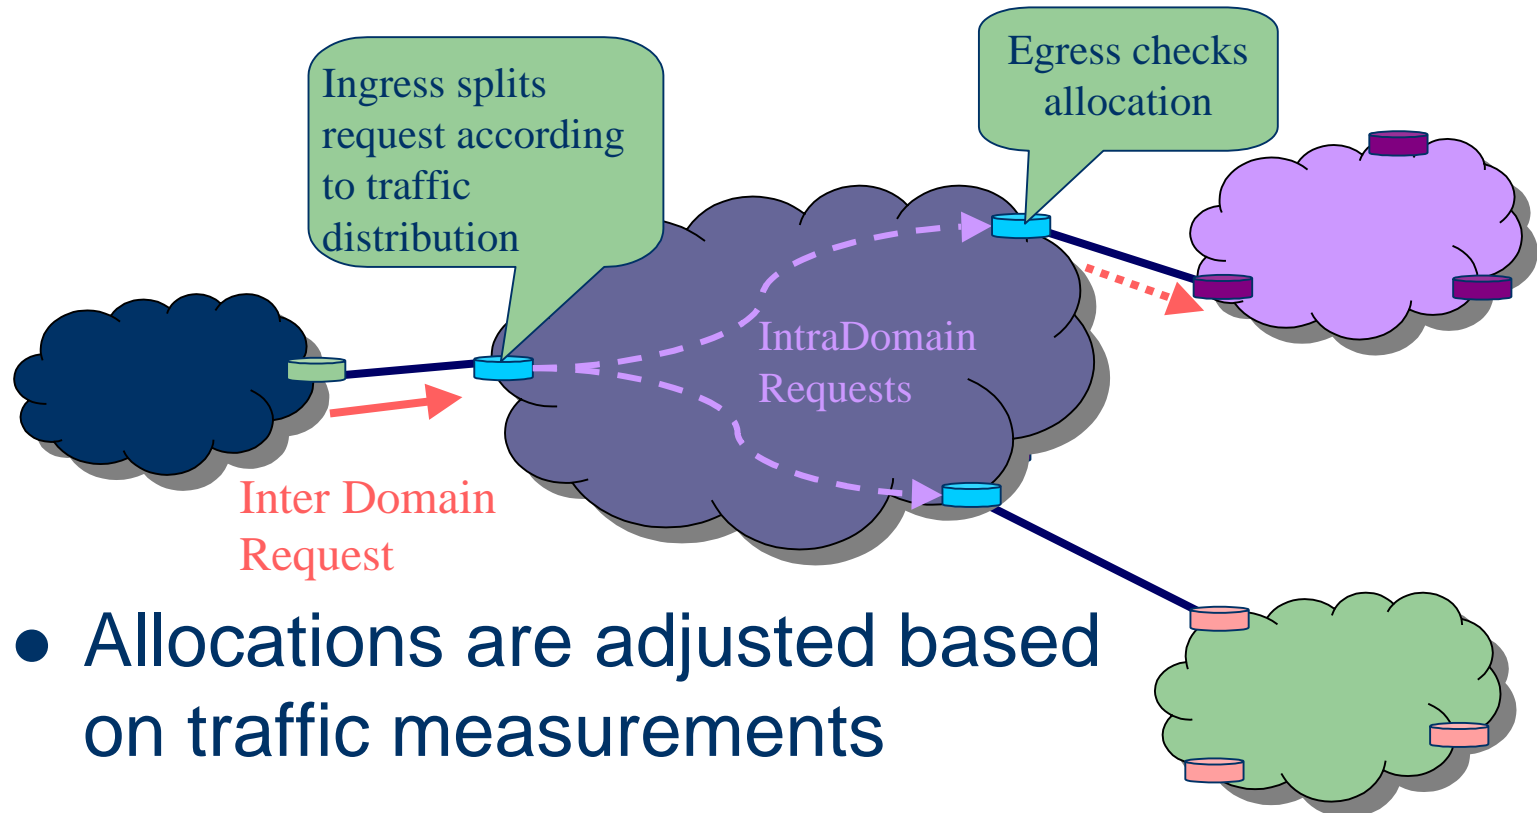 Ingress splits
request according
to traffic
distribution
Egress checks
allocation
IntraDomain
Requests
Inter Domain
Request
● Allocations are adjusted based
on traffic measurements